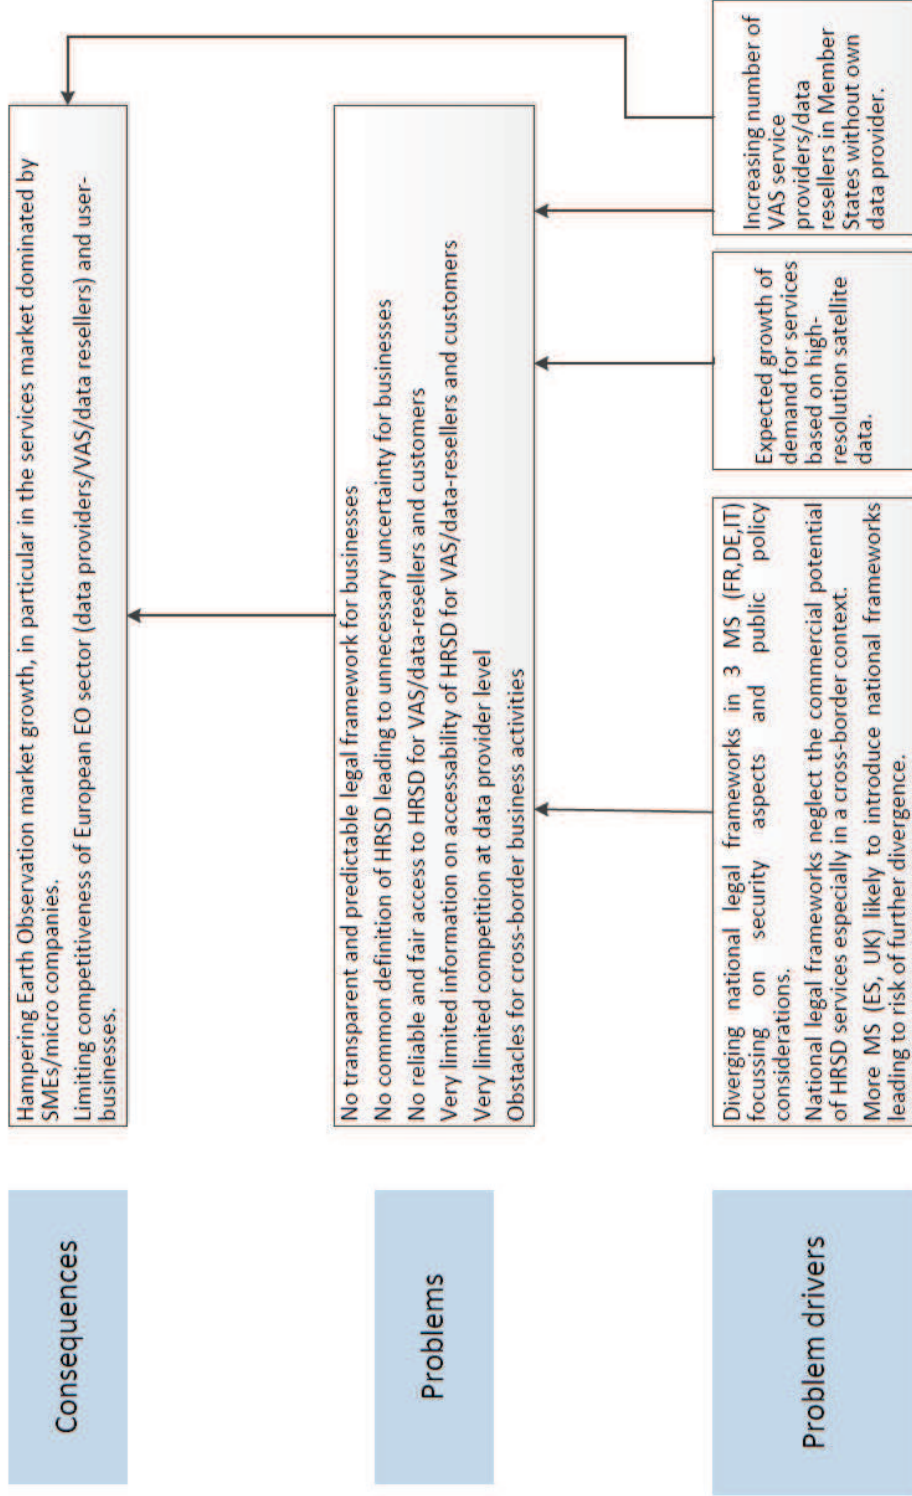 Consequences
Hampering Earth Observation market growth, in particular in the services market dominated by
SMEs/micro companies.
Limiting competitiveness of European EO sector (data providers/VAS/data resellers) and user-
businesses.
Problems
No transparent and predictable legal framework for businesses
No common definition of HRSD leading to unnecessary uncertainty for businesses
No reliable and fair access to HRSD for VAS/data-resellers and customers
Very limited information on accessability of HRSD for VAS/data-resellers and customers
Very limited competition at data provider level
Obstacles for cross-border business activities
Problem drivers
Diverging national legal frameworks in 3 MS (FR,DE,IT)
focussing on security aspects and public policy
considerations.
National legal frameworks neglect the commercial potential
of HRSD services especially in a cross-border context.
More MS (ES, UK) likely to introduce national frameworks
leading to risk of further divergence.
Expected growth of
demand for services
based on high-
resolution satellite
data.
Increasing number of
VAS service
providers/data
resellers in Member
States without own
data provider.